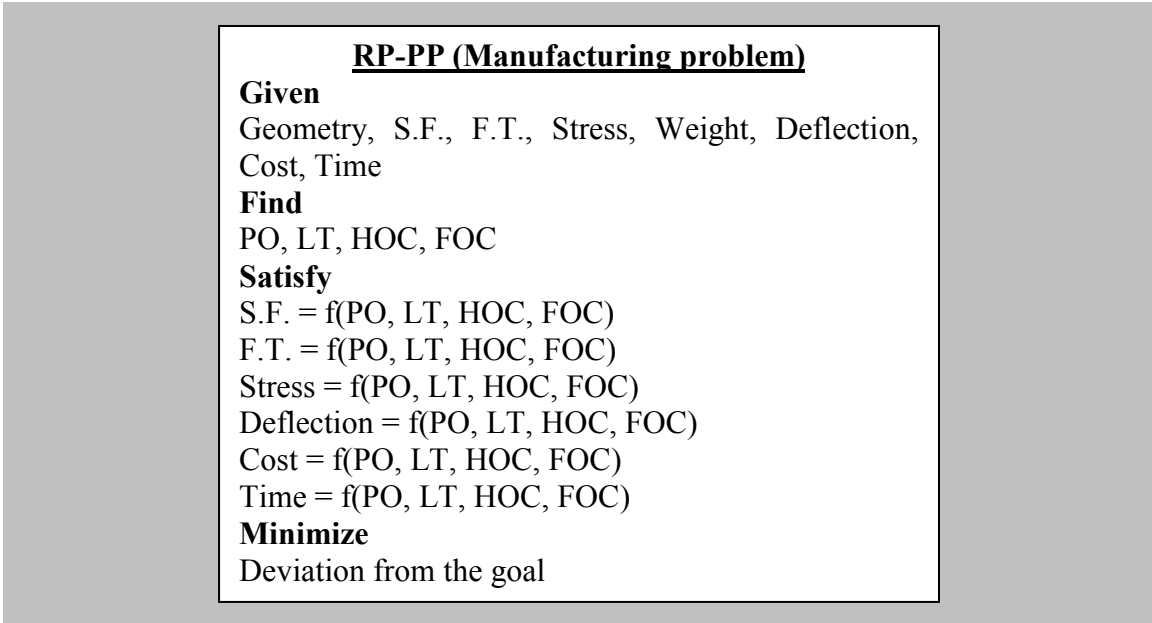 RP-PP (Manufacturing problem)
Given
Geometry, S.F., F.T., Stress, Weight, Deflection,
Cost, Time
Find
PO, LT, HOC, FOC
Satisfy
S.F. = f(PO, LT, HOC, FOC)
F.T. = f(PO, LT, HOC, FOC)
Stress = f(PO, LT, HOC, FOC)
Deflection = f(PO, LT, HOC, FOC)
Cost = f(PO, LT, HOC, FOC)
Time = f(PO, LT, HOC, FOC)
Minimize
Deviation from the goal